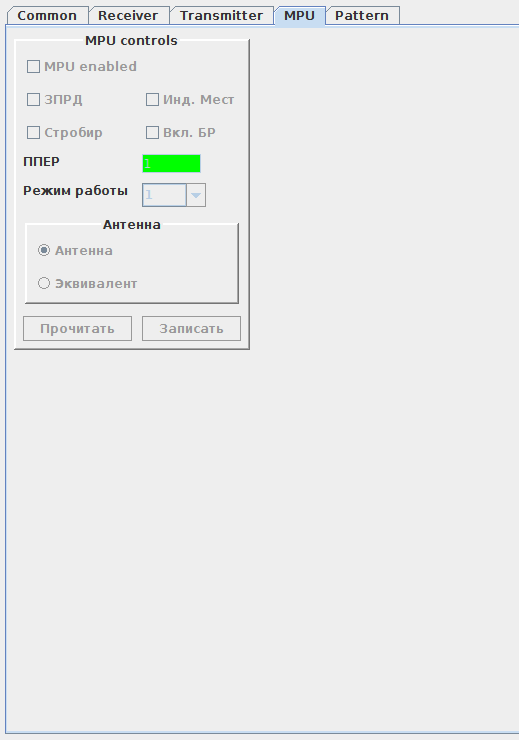 Common Receiver Transmitter MPU Pattern
MPU controls
MPU enabled
ЗПРД Инд. Мест
Стробир Вкл. БР
ППЕР 1
Режим работы 1
Антенна
Антенна
Эквивалент
Прочитать Записать